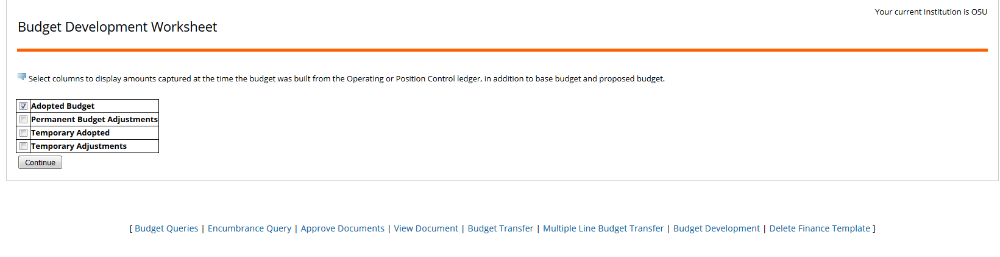 Your current Institution is OSU
Budget Development Worksheet
Select columns to display amounts captured at the time the budget was built from the Operating or Position Control ledger, in addition to base budget and proposed budget.
Adopted Budget
Permanent Budget Adjustments
Temporary Adopted
Temporary Adjustments
Continue
[ Budget Queries | Encumbrance Query | Approve Documents | View Document | Budget Transfer | Multiple Line Budget Transfer | Budget Development | Delete Finance Template ]